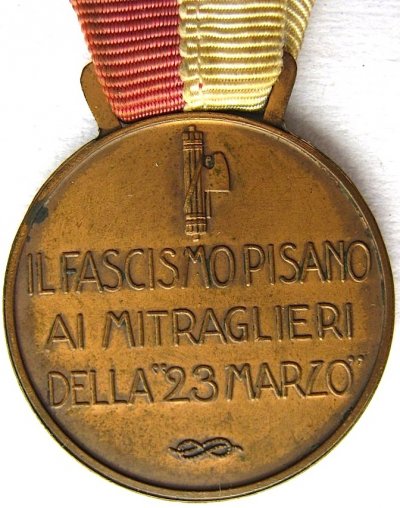 IL FASCISMO PISANO
AI MITRAGLIERI
DELLA "23 MARZO"